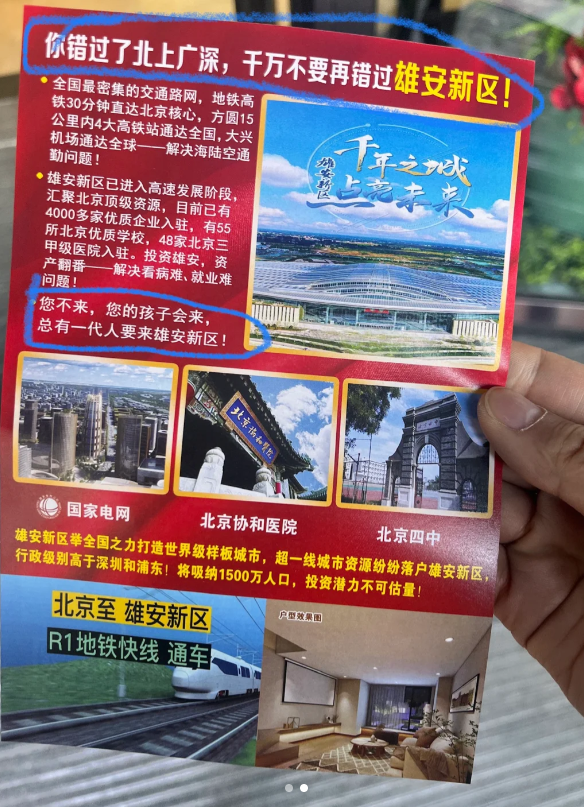 你错过了北上广深，千万不要再错过雄安新区！
全国最密集的交通路网，地铁高
铁30分钟直达北京核心，方圆15
公里内4大高铁站通达全国，大兴
机场通达全球——解决海陆空通
勤问题！
雄安新区已进入高速发展阶段，
汇聚北京顶级资源，目前已有
4000多家优质企业入驻，有55
所北京优质学校，48家北京三
甲级医院入驻。投资雄安，资
产翻番——解决看病难、就业难
问题！
您不来，您的孩子会来，
总有一代人要来雄安新区！
千年之城
雄安新区
点亮未来
北京协和医院
国家电网
北京协和医院
北京四中
雄安新区举全国之力打造世界级样板城市，超一线城市资源纷纷落户雄安新区，
行政级别高于深圳和浦东！将吸纳1500万人口，投资潜力不可估量！
北京至 雄安新区
R1地铁快线 通车
户型效果图